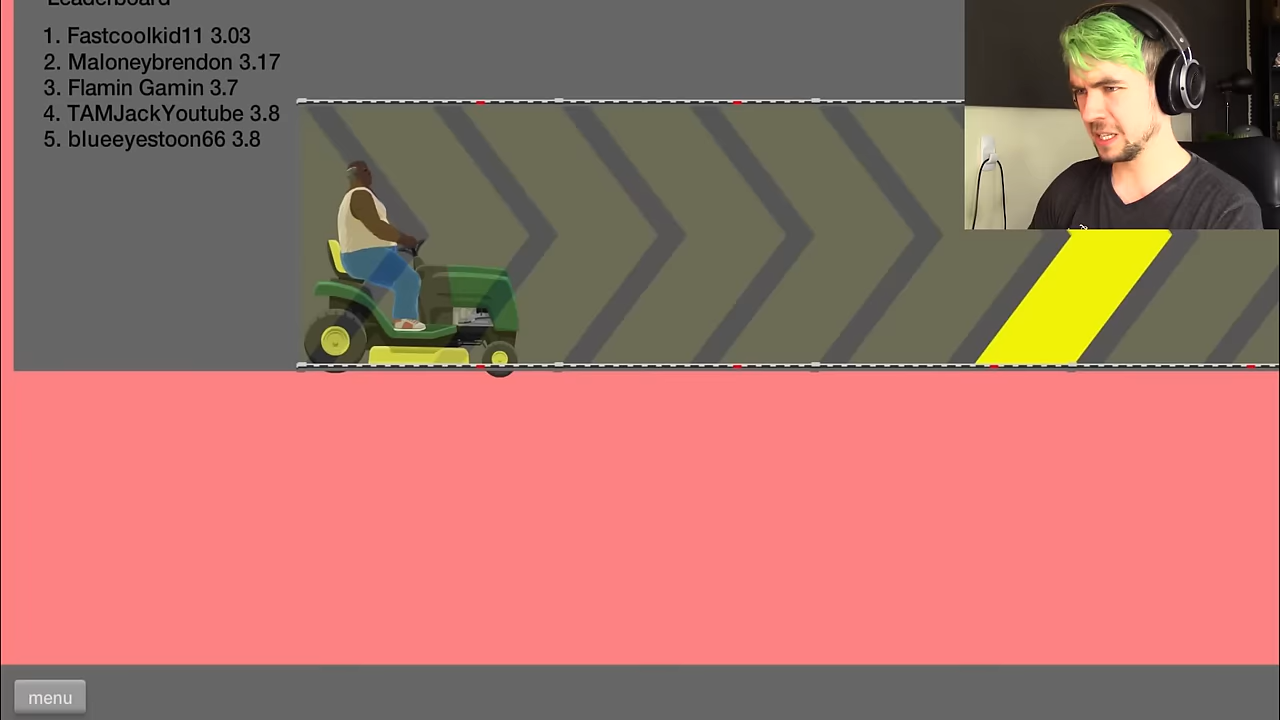 Leaderboard
1. Fastcoolkid11 3.03
2. Maloneybrendon 3.17
3. Flamin Gamin 3.7
4. TAMJackYoutube 3.8
5. blueeyestoon66 3.8
menu